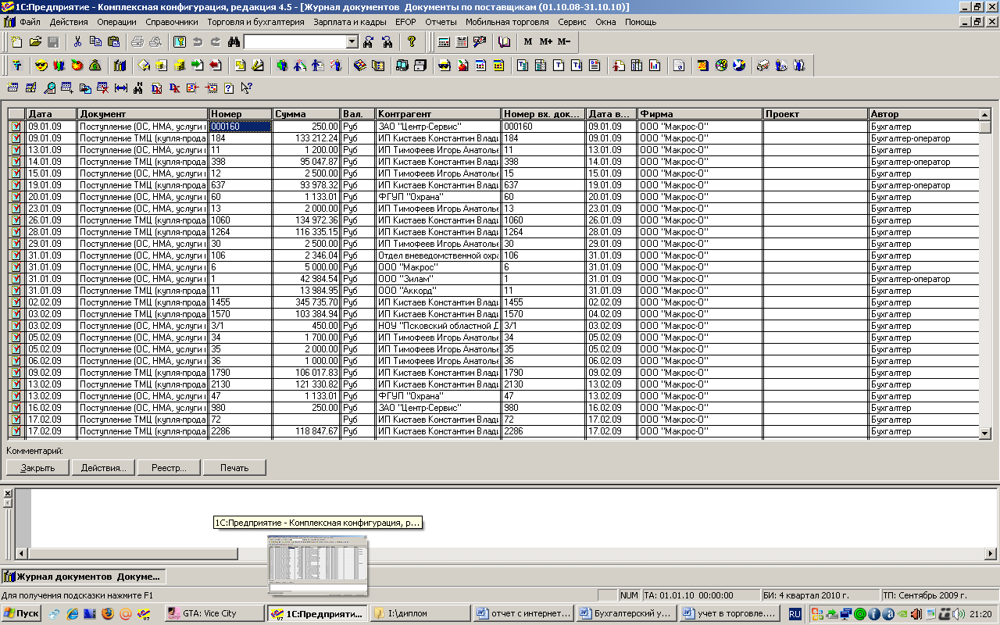 1С:Предприятие - Комплексная конфигурация, редакция 4.5 - [Журнал документов  Документы по поставщикам (01.10.08-31.10.10)]
Файл Действия Операции Справочники Торговля и бухгалтерия Зарплата и кадры EFOP Отчеты Мобильная торговля Сервис Окна Помощь
M M+ M-
Дата Документ Номер Сумма Вал. Контрагент Номер вх. док... Дата в... Фирма Проект Автор
09.01.09 Поступление (ОС, НМА, услуги 000160 250.00 Руб ЗАО "Центр-Сервис" 000160 09.01.09 ООО "Макрос-О" Бухгалтер
09.01.09 Поступление ТМЦ (купля-прода 184 133 212.24 Руб ИП Кистаев Константин Влади 184 09.01.09 ООО "Макрос-О" Бухгалтер-оператор
13.01.09 Поступление (ОС, НМА, услуги 11 1 200.00 Руб ИП Тимофеев Игорь Анатолье 11 13.01.09 ООО "Макрос-О" Бухгалтер
14.01.09 Поступление ТМЦ (купля-прода 398 95 047.87 Руб ИП Кистаев Константин Влади 398 14.01.09 ООО "Макрос-О" Бухгалтер-оператор
15.01.09 Поступление (ОС, НМА, услуги 12 2 500.00 Руб ИП Тимофеев Игорь Анатолье 15 15.01.09 ООО "Макрос-О" Бухгалтер
19.01.09 Поступление ТМЦ (купля-прода 637 93 978.32 Руб ИП Кистаев Константин Влади 637 19.01.09 ООО "Макрос-О" Бухгалтер-оператор
20.01.09 Поступление (ОС, НМА, услуги 60 1 133.01 Руб ФГУП "Охрана" 60 20.01.09 ООО "Макрос-О" Бухгалтер
23.01.09 Поступление (ОС, НМА, услуги 13 2 000.00 Руб ИП Тимофеев Игорь Анатолье 13 23.01.09 ООО "Макрос-О" Бухгалтер
26.01.09 Поступление ТМЦ (купля-прода 1060 134 972.36 Руб ИП Кистаев Константин Влади 1060 26.01.09 ООО "Макрос-О" Бухгалтер
28.01.09 Поступление ТМЦ (купля-прода 1264 116 335.15 Руб ИП Кистаев Константин Влади 1264 28.01.09 ООО "Макрос-О" Бухгалтер
29.01.09 Поступление (ОС, НМА, услуги 30 2 500.00 Руб ИП Тимофеев Игорь Анатолье 30 29.01.09 ООО "Макрос-О" Бухгалтер
31.01.09 Поступление (ОС, НМА, услуги 106 2 346.04 Руб Отдел вневедомственной охра 106 31.01.09 ООО "Макрос-О" Бухгалтер
31.01.09 Поступление (ОС, НМА, услуги 6 5 000.00 Руб ООО "Макрос" 6 31.01.09 ООО "Макрос-О" Бухгалтер
31.01.09 Поступление (ОС, НМА, услуги 1 42 984.54 Руб ООО "Зилам" 1 31.01.09 ООО "Макрос-О" Бухгалтер-оператор
31.01.09 Поступление ТМЦ (купля-прода 11 13 984.95 Руб ООО "Аккорд" 11 31.01.09 ООО "Макрос-О" Бухгалтер
02.02.09 Поступление ТМЦ (купля-прода 1455 345 735.70 Руб ИП Кистаев Константин Влади 1455 02.02.09 ООО "Макрос-О" Бухгалтер
03.02.09 Поступление ТМЦ (купля-прода 1570 103 384.94 Руб ИП Кистаев Константин Влади 1570 04.02.09 ООО "Макрос-О" Бухгалтер
03.02.09 Поступление (ОС, НМА, услуги 3/1 450.00 Руб НОУ "Псковский областной Д 3/1 03.02.09 ООО "Макрос-О" Бухгалтер
05.02.09 Поступление (ОС, НМА, услуги 34 1 700.00 Руб ИП Тимофеев Игорь Анатолье 34 05.02.09 ООО "Макрос-О" Бухгалтер
05.02.09 Поступление (ОС, НМА, услуги 35 2 000.00 Руб ИП Тимофеев Игорь Анатолье 35 05.02.09 ООО "Макрос-О" Бухгалтер
06.02.09 Поступление (ОС, НМА, услуги 36 1 000.00 Руб ИП Тимофеев Игорь Анатолье 36 06.02.09 ООО "Макрос-О" Бухгалтер
09.02.09 Поступление ТМЦ (купля-прода 1790 106 017.83 Руб ИП Кистаев Константин Влади 1790 09.02.09 ООО "Макрос-О" Бухгалтер
13.02.09 Поступление ТМЦ (купля-прода 2130 121 330.82 Руб ИП Кистаев Константин Влади 2130 13.02.09 ООО "Макрос-О" Бухгалтер
13.02.09 Поступление (ОС, НМА, услуги 47 1 133.01 Руб ФГУП "Охрана" 47 13.02.09 ООО "Макрос-О" Бухгалтер
16.02.09 Поступление (ОС, НМА, услуги 980 250.00 Руб ЗАО "Центр-Сервис" 980 16.02.09 ООО "Макрос-О" Бухгалтер
17.02.09 Поступление ТМЦ (купля-прода 72 Руб ИП Кистаев Константин Влади 72 17.02.09 ООО "Макрос-О" Бухгалтер
17.02.09 Поступление ТМЦ (купля-прода 2286 118 847.67 Руб ИП Кистаев Константин Влади 2286 17.02.09 ООО "Макрос-О" Бухгалтер
Комментарий:
Закрыть Действия... Реестр... Печать
1С:Предприятие - Комплексная конфигурация, р...
Журнал документов  Докуме...
Для получения подсказки нажмите F1 NUM ТА: 01.01.10  00:00:00 БИ: 4 квартал 2010 г. ТП: Сентябрь 2009 г.
Пуск GTA: Vice City 1С:Предприяти... I:\диплом отчет с интернет... Бухгалтерский у... учет в торговле.... RU 21:20